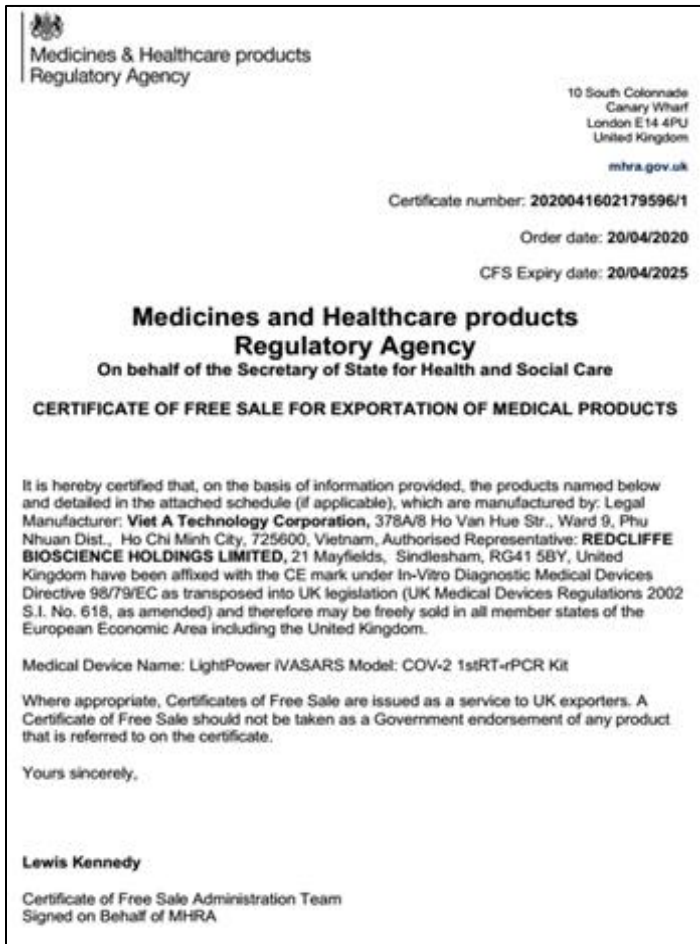 Medicines & Healthcare products
Regulatory Agency
10 South Colonnade
Canary Wharf
London E14 4PU
United Kingdom
mhra.gov.uk
Certificate number: 2020041602179596/1
Order date: 20/04/2020
CFS Expiry date: 20/04/2025
Medicines and Healthcare products
Regulatory Agency
On behalf of the Secretary of State for Health and Social Care
CERTIFICATE OF FREE SALE FOR EXPORTATION OF MEDICAL PRODUCTS
It is hereby certified that, on the basis of information provided, the products named below
and detailed in the attached schedule (if applicable), which are manufactured by: Legal
Manufacturer: Viet A Technology Corporation, 378A/8 Ho Van Hue Str., Ward 9, Phu
Nhuan Dist., Ho Chi Minh City, 725600, Vietnam, Authorised Representative: REDCLIFFE
BIOSCIENCE HOLDINGS LIMITED, 21 Mayfields, Sindlesham, RG41 5BY, United
Kingdom have been affixed with the CE mark under In-Vitro Diagnostic Medical Devices
Directive 98/79/EC as transposed into UK legislation (UK Medical Devices Regulations 2002
S.I. No. 618, as amended) and therefore may be freely sold in all member states of the
European Economic Area including the United Kingdom.
Medical Device Name: LightPower iVASARS Model: COV-2 1stRT-rPCR Kit
Where appropriate, Certificates of Free Sale are issued as a service to UK exporters. A
Certificate of Free Sale should not be taken as a Government endorsement of any product
that is referred to on the certificate.
Yours sincerely,
Lewis Kennedy
Certificate of Free Sale Administration Team
Signed on Behalf of MHRA